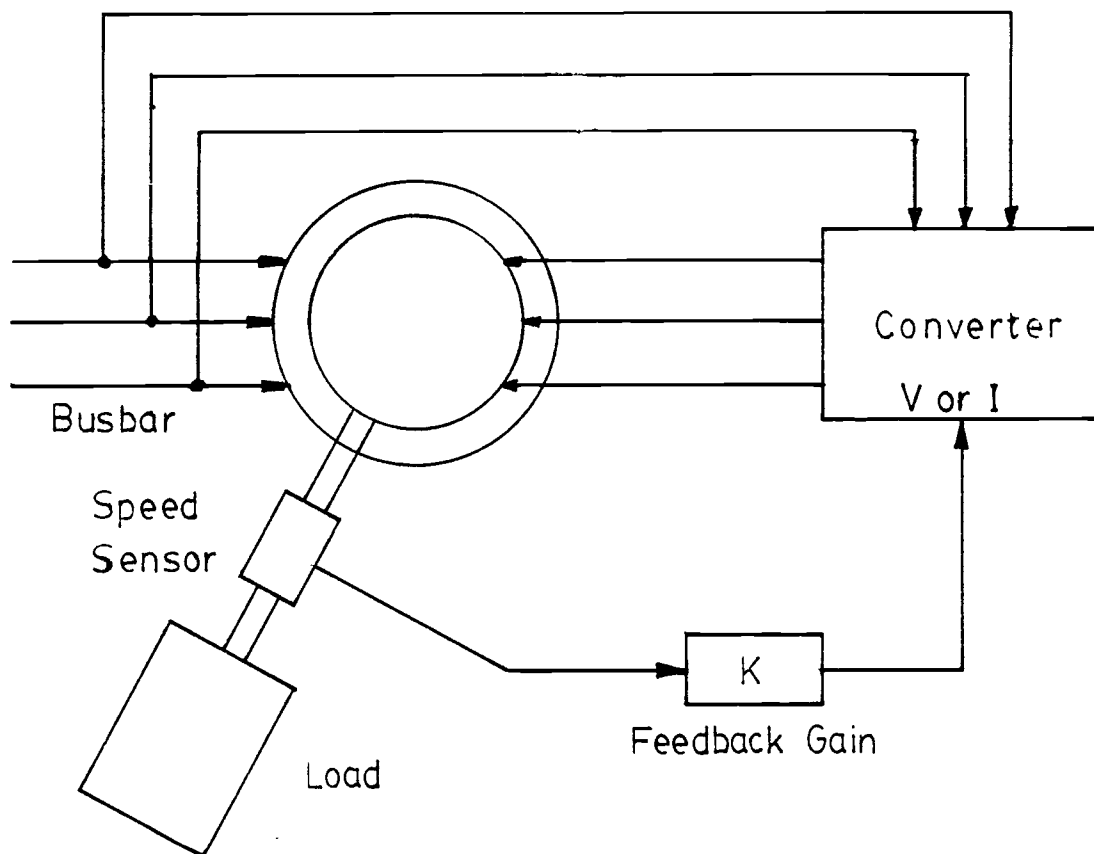 Converter
V or I
Busbar
Speed
Sensor
K
Feedback Gain
Load